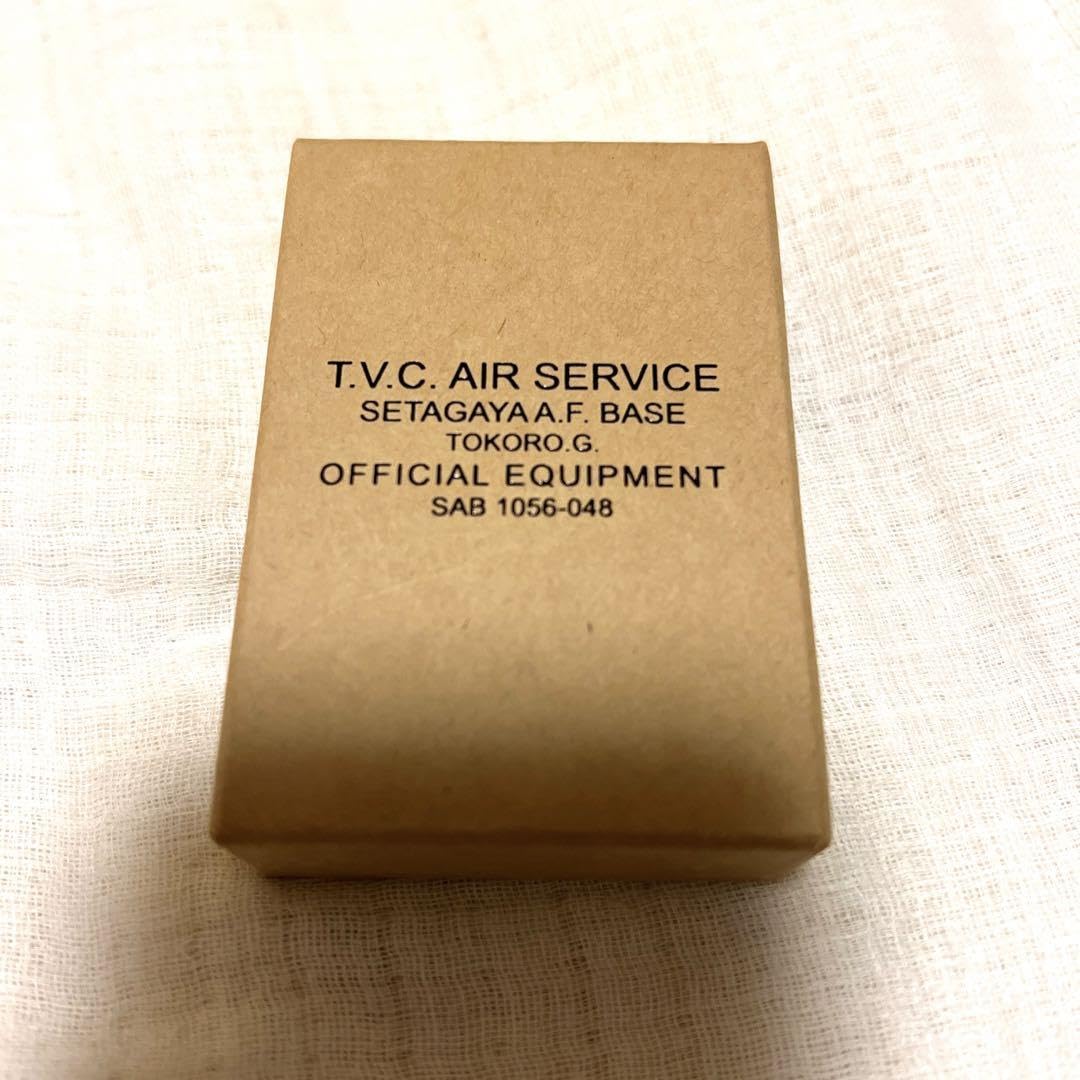 T.V.C. AIR SERVICE
SETAGAYA A.F. BASE
TOKORO.G.
OFFICIAL EQUIPMENT
SAB 1056-048